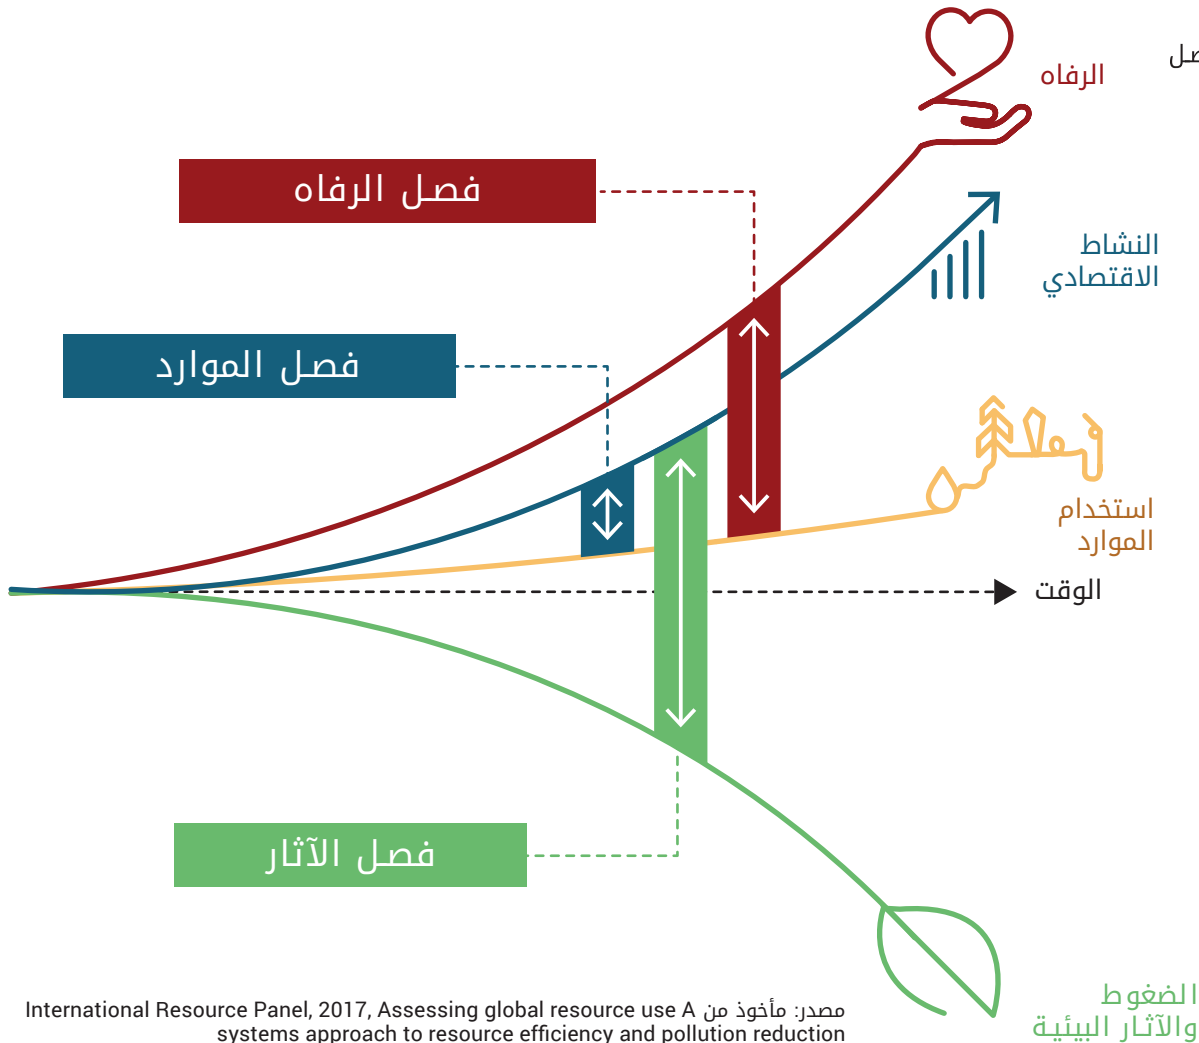 الرفاه
فصل الرفاه
النشاط
الاقتصادي
فصل الموارد
استخدام
الموارد
الوقت
فصل الآثار
الضغوط
والآثار البيئية
مصدر: مأخوذ من International Resource Panel, 2017, Assessing global resource use A
systems approach to resource efficiency and pollution reduction